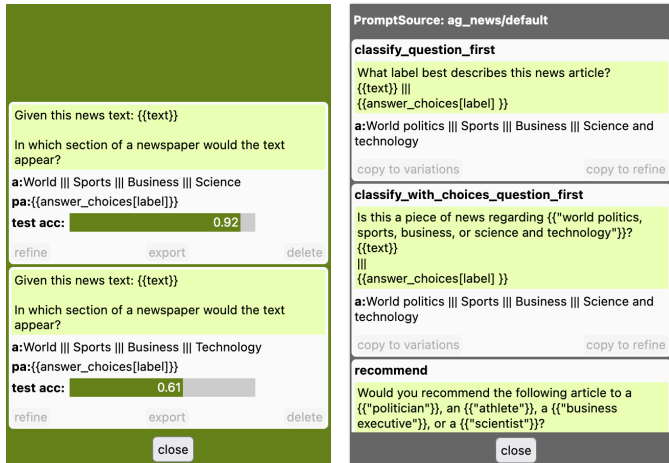 Given this news text: {{text}}
In which section of a newspaper would the text
appear?
a:World ||| Sports ||| Business ||| Science
pa:{{answer_choices[label]}}
test acc: 0.92
refine export delete
Given this news text: {{text}}
In which section of a newspaper would the text
appear?
a:World ||| Sports ||| Business ||| Technology
pa:{{answer_choices[label]}}
test acc: 0.61
refine export delete
close
PromptSource: ag_news/default
classify_question_first
What label best describes this news article?
{{text}} |||
{{answer_choices[label] }}
a:World politics ||| Sports ||| Business ||| Science and
technology
copy to variations copy to refine
classify_with_choices_question_first
Is this a piece of news regarding {{"world politics,
sports, business, or science and technology"}}?
{{text}}
|||
{{answer_choices[label] }}
a:World politics ||| Sports ||| Business ||| Science and
technology
copy to variations copy to refine
recommend
Would you recommend the following article to a
{{"politician"}}, an {{"athlete"}}, a {{"business
executive"}}, or a {{"scientist"}}?
close